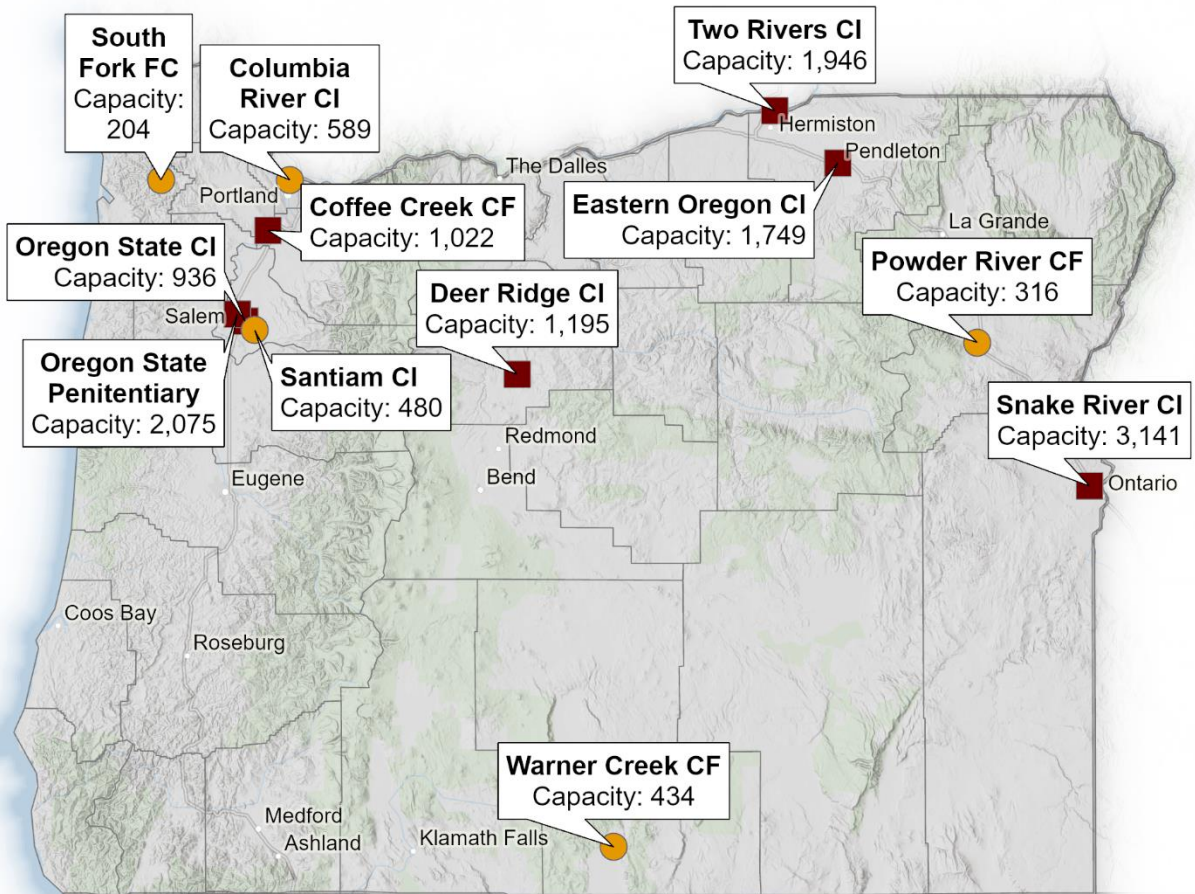 South
Fork FC
Capacity:
204
Columbia
River CI
Capacity: 589
Two Rivers CI
Capacity: 1,946
Hermiston
Pendleton
The Dalles
Portland
Coffee Creek CF
Capacity: 1,022
Eastern Oregon CI
Capacity: 1,749
La Grande
Oregon State CI
Capacity: 936
Powder River CF
Capacity: 316
Deer Ridge CI
Capacity: 1,195
Salem
Oregon State
Penitentiary
Capacity: 2,075
Santiam CI
Capacity: 480
Snake River CI
Capacity: 3,141
Redmond
Eugene
Bend
Ontario
Coos Bay
Roseburg
Warner Creek CF
Capacity: 434
Medford
Ashland
Klamath Falls